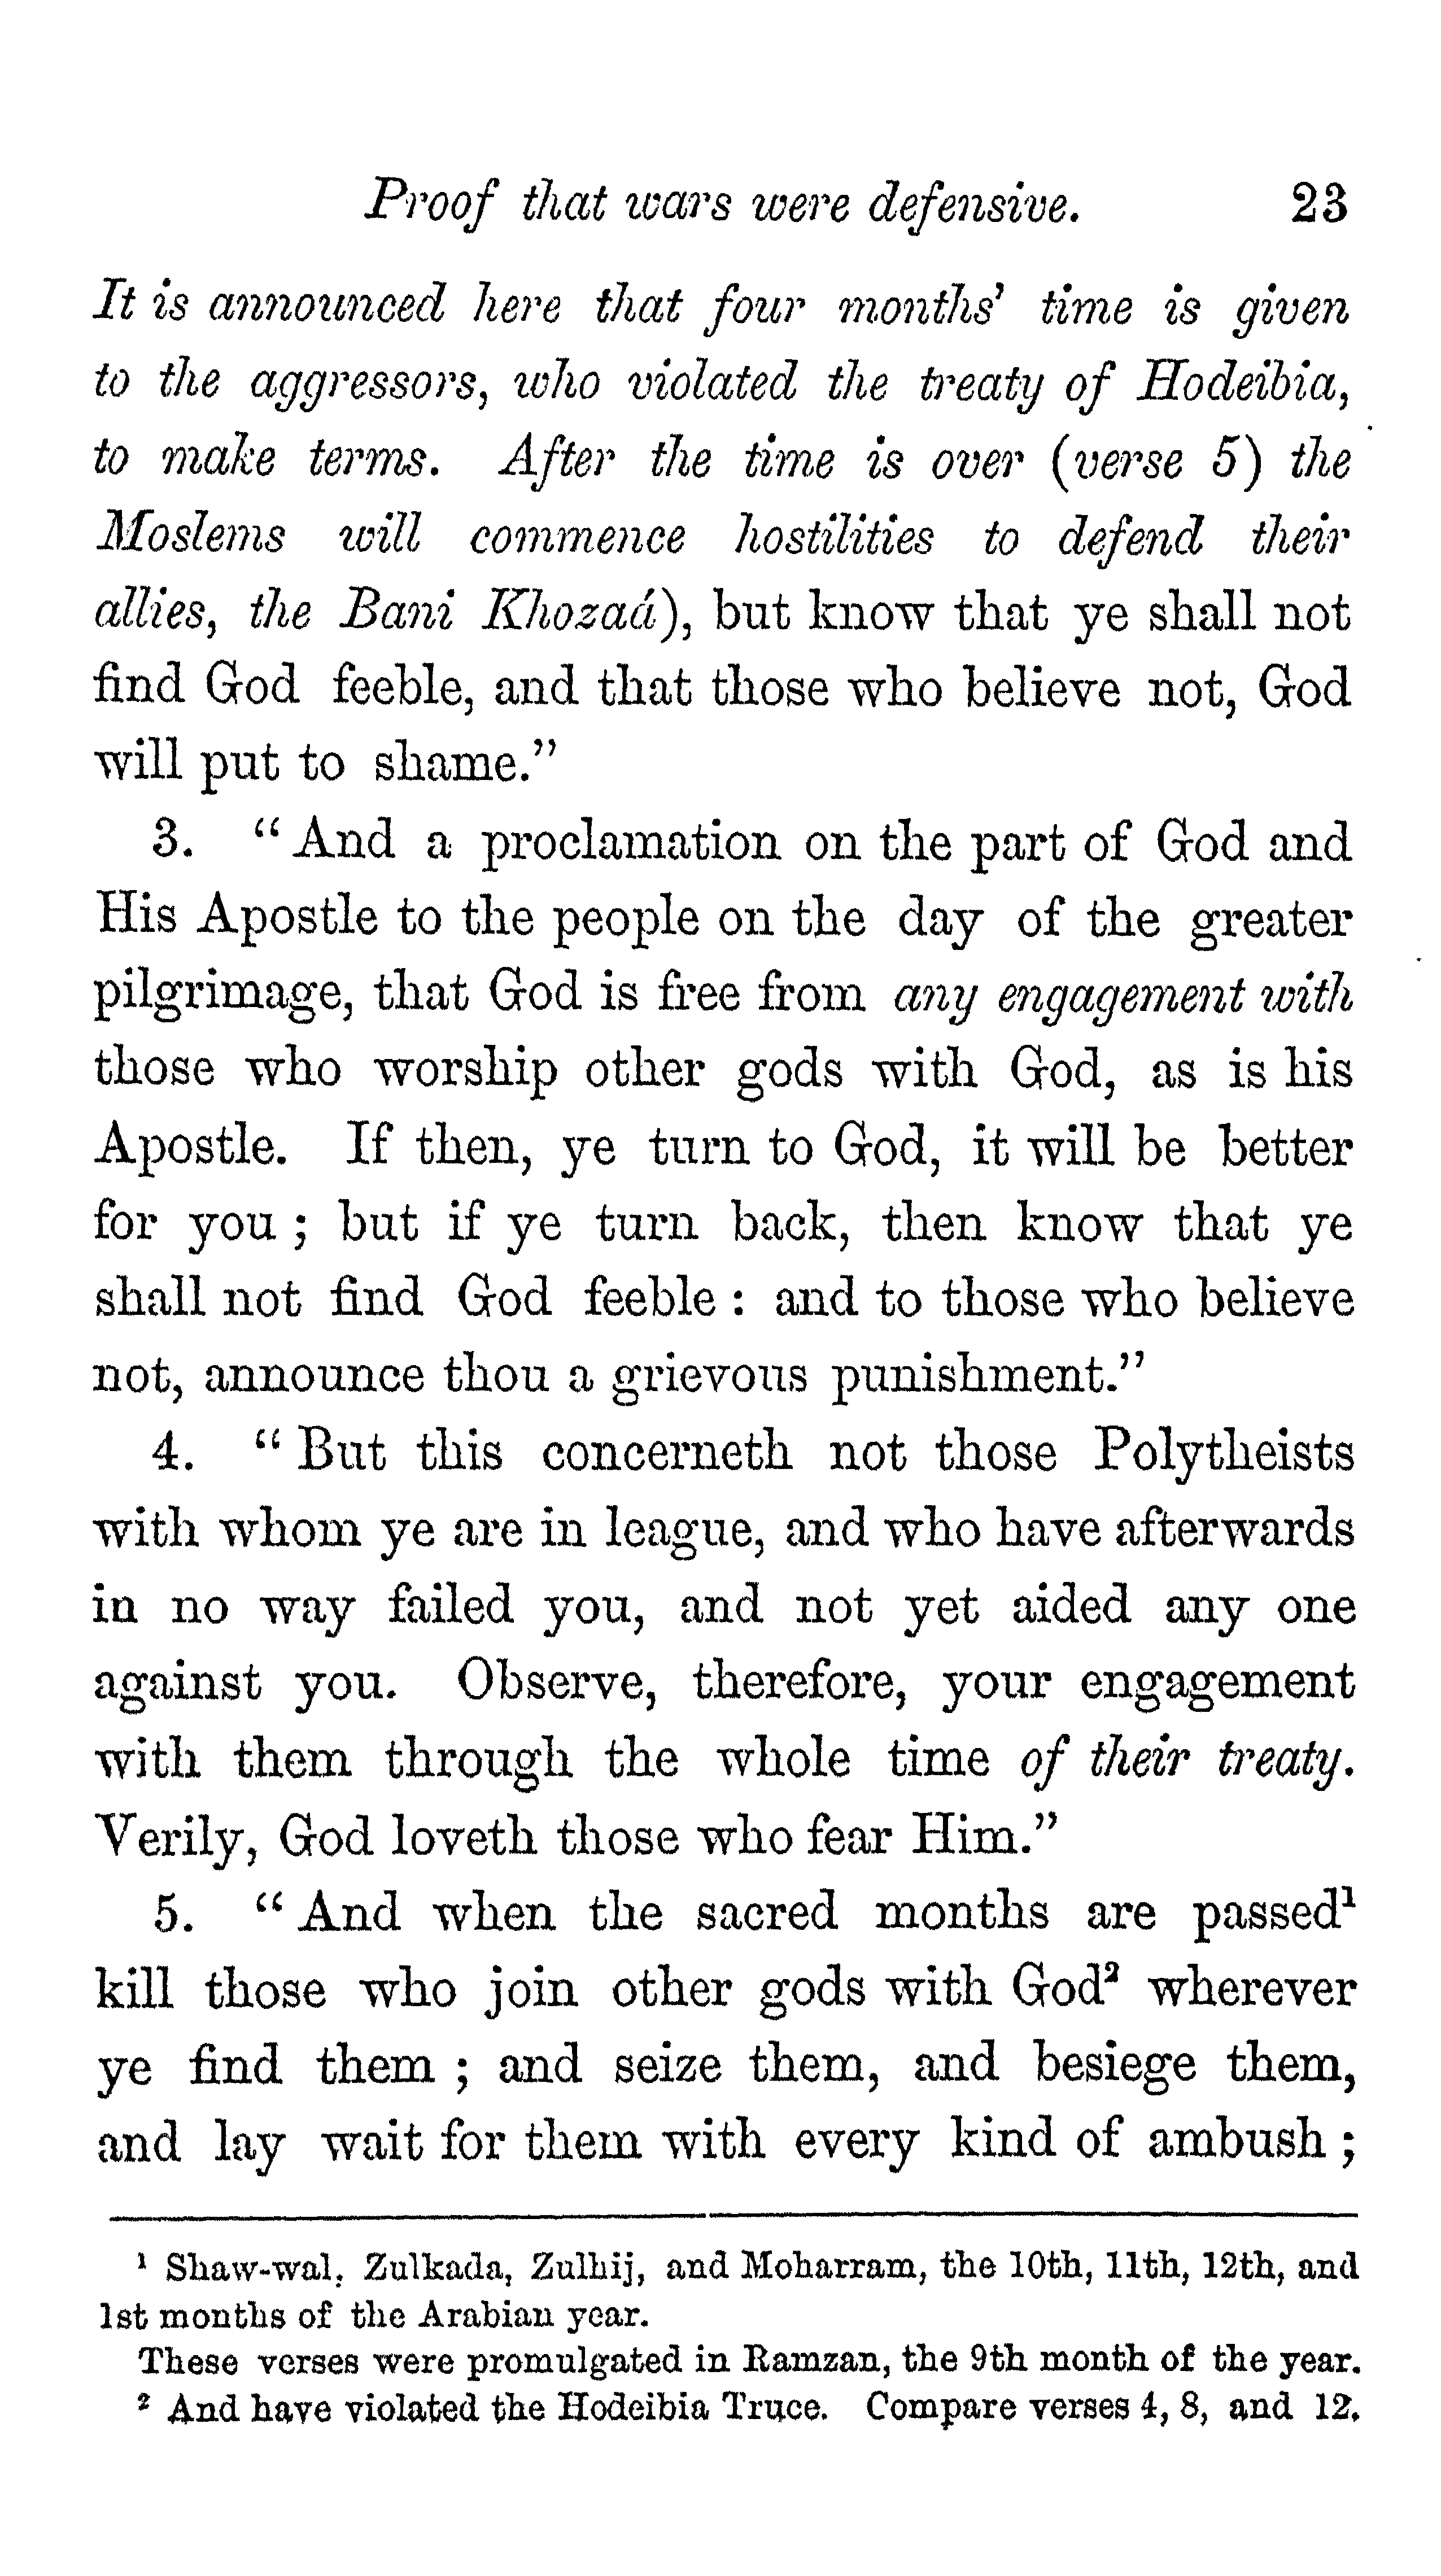 Proof that wars were defensive. 23
It is announced here that four months' time is given
to the aggressors, who violated the treaty of Hodeibia,
to make terms. After the time is over (verse 5) the
Moslems will commence hostilities to defend their
allies, the Bani Khozaá), but know that ye shall not
find God feeble, and that those who believe not, God
will put to shame."
3. "And a proclamation on the part of God and
His Apostle to the people on the day of the greater
pilgrimage, that God is free from any engagement with
those who worship other gods with God, as is his
Apostle. If then, ye turn to God, it will be better
for you ; but if ye turn back, then know that ye
shall not find God feeble : and to those who believe
not, announce thou a grievous punishment."
4. "But this concerneth not those Polytheists
with whom ye are in league, and who have afterwards
in no way failed you, and not yet aided any one
against you. Observe, therefore, your engagement
with them through the whole time of their treaty.
Verily, God loveth those who fear Him."
5. "And when the sacred months are passed¹
kill those who join other gods with God² wherever
ye find them ; and seize them, and besiege them,
and lay wait for them with every kind of ambush ;
¹ Shaw-wal, Zulkada, Zulhij, and Moharram, the 10th, 11th, 12th, and
1st months of the Arabian year.
These verses were promulgated in Ramzan, the 9th month of the year.
² And have violated the Hodeibia Truce. Compare verses 4, 8, and 12.